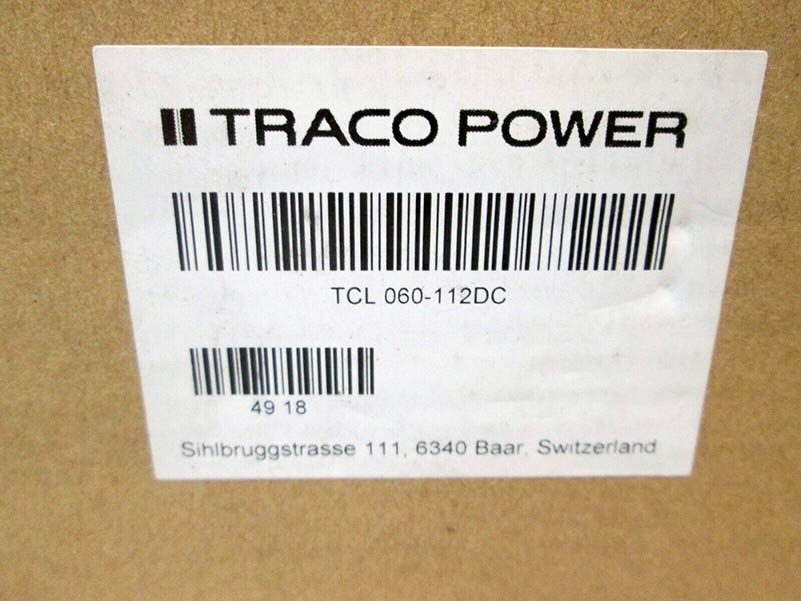 TRACO POWER
TCL 060-112DC
49 18
Sihlbruggstrasse 111, 6340 Baar, Switzerland